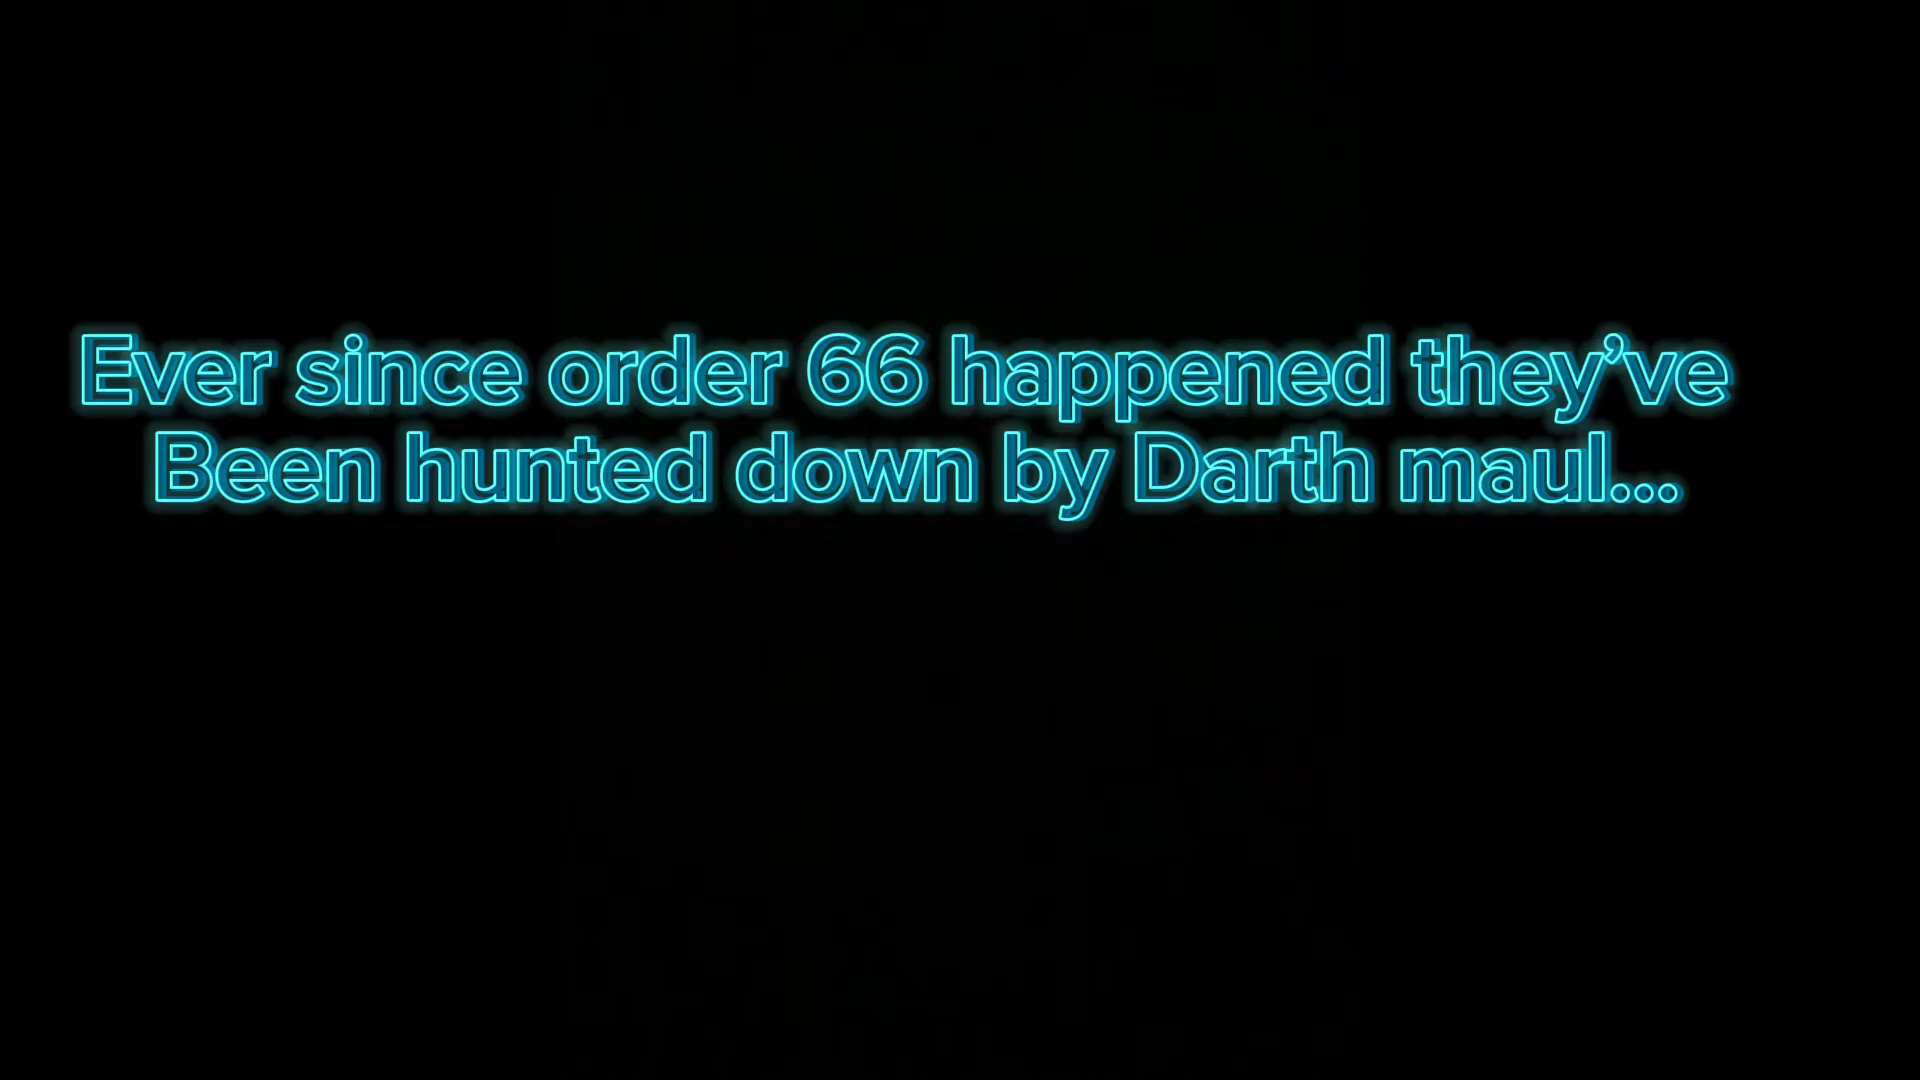 Ever since order 66 happened they’ve
Been hunted down by Darth maul...